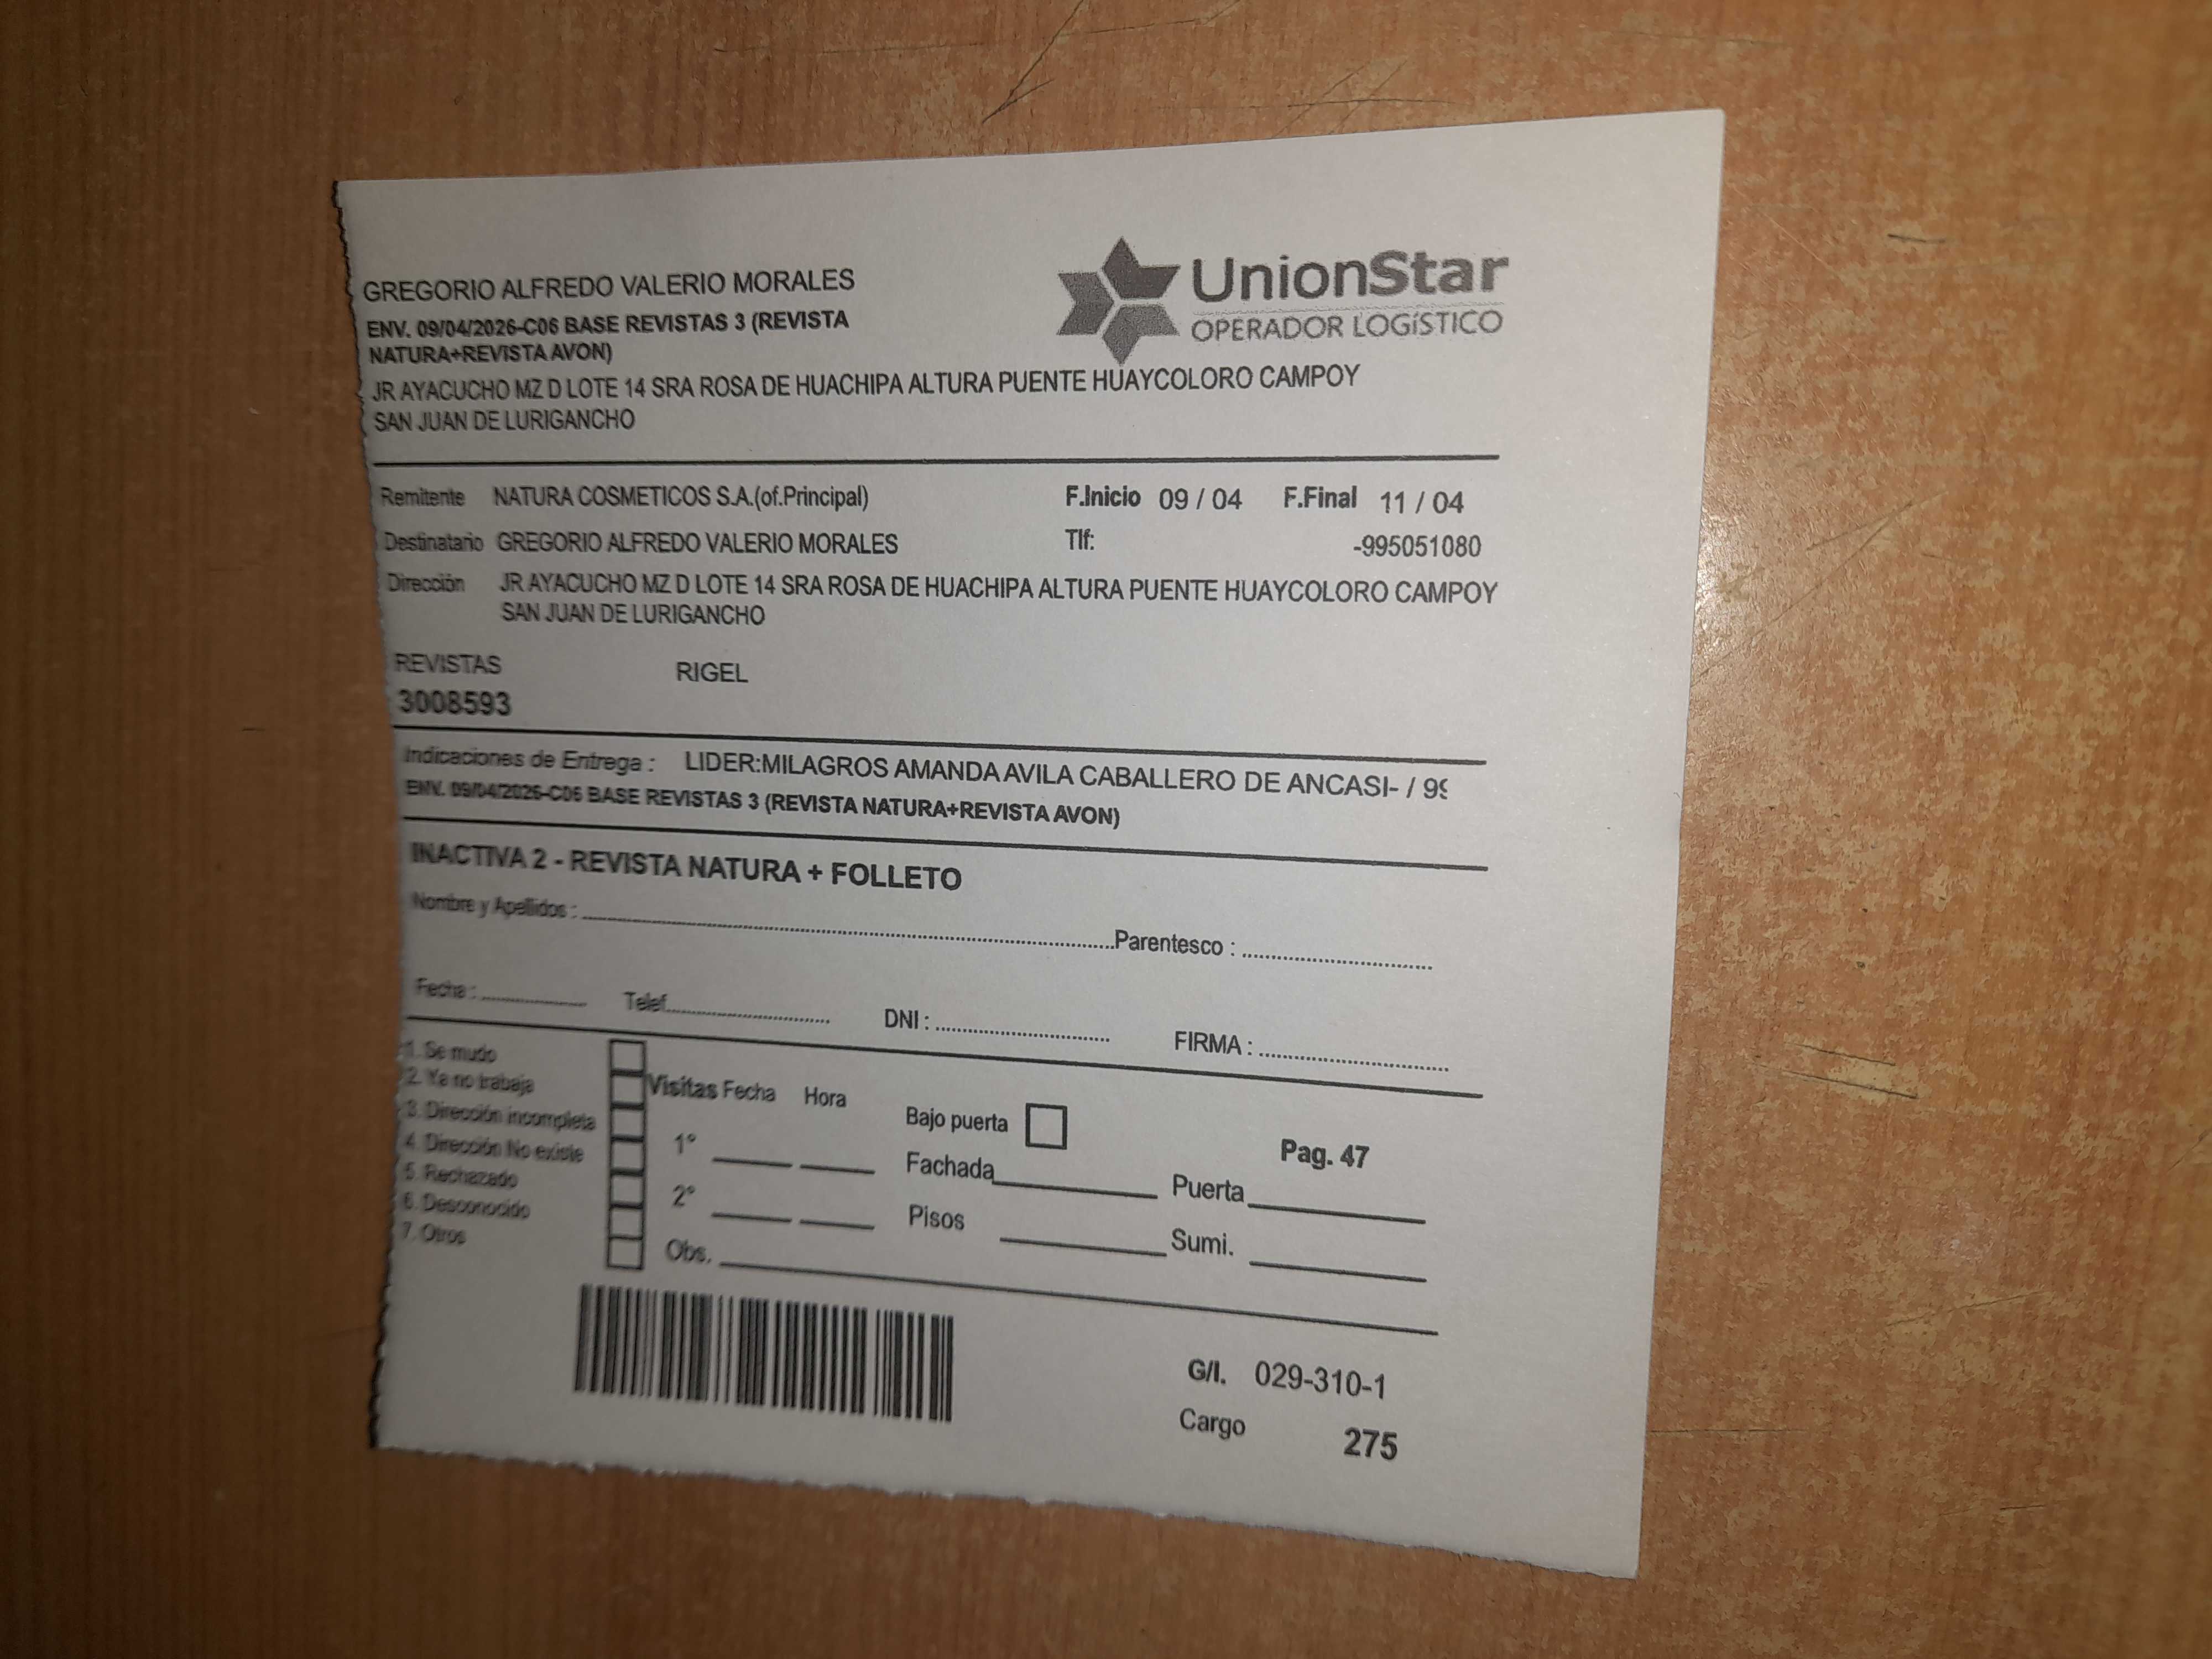 GREGORIO ALFREDO VALERIO MORALES
ENV. 09/04/2026-C06 BASE REVISTAS 3 (REVISTA
NATURA+REVISTA AVON)
UnionStar
OPERADOR LOGíSTICO
JR AYACUCHO MZ D LOTE 14 SRA ROSA DE HUACHIPA ALTURA PUENTE HUAYCOLORO CAMPOY
SAN JUAN DE LURIGANCHO
Remitente NATURA COSMETICOS S.A.(of.Principal) F.Inicio 09 / 04 F.Final 11 / 04
Destinatario GREGORIO ALFREDO VALERIO MORALES Tlf: -995051080
Dirección JR AYACUCHO MZ D LOTE 14 SRA ROSA DE HUACHIPA ALTURA PUENTE HUAYCOLORO CAMPOY
SAN JUAN DE LURIGANCHO
REVISTAS RIGEL
3008593
Indicaciones de Entrega : LIDER:MILAGROS AMANDA AVILA CABALLERO DE ANCASI- / 99
ENV. 09/04/2026-C06 BASE REVISTAS 3 (REVISTA NATURA+REVISTA AVON)
INACTIVA 2 - REVISTA NATURA + FOLLETO
Nombre y Apellidos : Parentesco :
Fecha : Telef. DNI : FIRMA :
1. Se mudo
2. Ya no trabaja
3. Dirección incompleta
4. Dirección No existe
5. Rechazado
6. Desconocido
7. Otros
Visitas Fecha Hora
1°
2°
Obs.
Bajo puerta
Fachada
Pisos
Pag. 47
Puerta
Sumi.
G/I. 029-310-1
Cargo 275